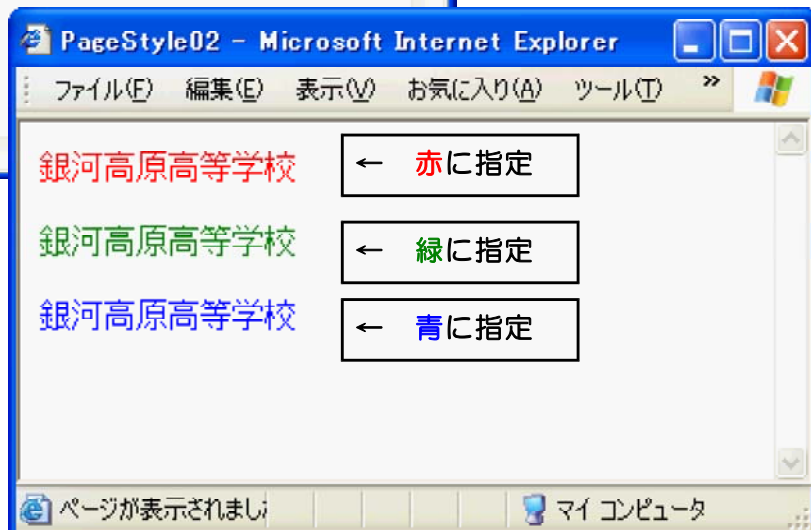 PageStyle02 - Microsoft Internet Explorer
ファイル(F) 編集(E) 表示(V) お気に入り(A) ツール(T) »
銀河高原高等学校 ← 赤に指定
銀河高原高等学校 ← 緑に指定
銀河高原高等学校 ← 青に指定
ページが表示されまし マイ コンピュータ